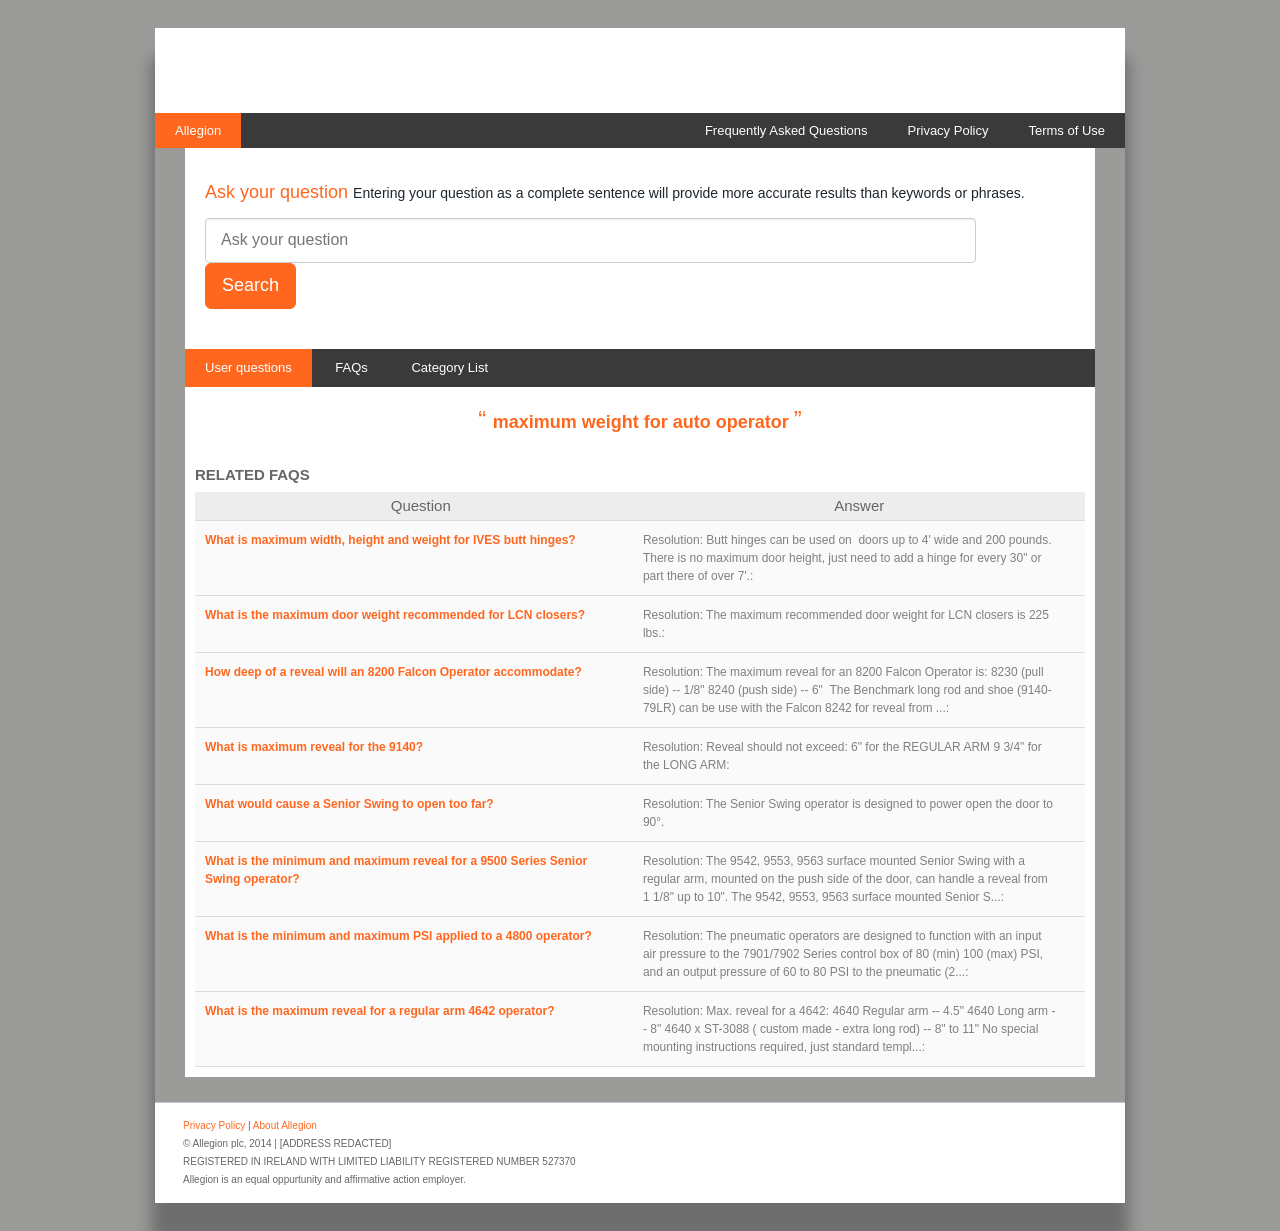 Allegion
Frequently Asked Questions
Privacy Policy
Terms of Use
Ask your question Entering your question as a complete sentence will provide more accurate results than keywords or phrases.
Ask your question
Search
User questions
FAQs
Category List
“ maximum weight for auto operator ”
RELATED FAQS
Question
Answer
What is maximum width, height and weight for IVES butt hinges?
Resolution: Butt hinges can be used on  doors up to 4' wide and 200 pounds.
There is no maximum door height, just need to add a hinge for every 30" or
part there of over 7'.:
What is the maximum door weight recommended for LCN closers?
Resolution: The maximum recommended door weight for LCN closers is 225
lbs.:
How deep of a reveal will an 8200 Falcon Operator accommodate?
Resolution: The maximum reveal for an 8200 Falcon Operator is: 8230 (pull
side) -- 1/8" 8240 (push side) -- 6"  The Benchmark long rod and shoe (9140-
79LR) can be use with the Falcon 8242 for reveal from ...:
What is maximum reveal for the 9140?
Resolution: Reveal should not exceed: 6" for the REGULAR ARM 9 3/4" for
the LONG ARM:
What would cause a Senior Swing to open too far?
Resolution: The Senior Swing operator is designed to power open the door to
90°.
What is the minimum and maximum reveal for a 9500 Series Senior
Swing operator?
Resolution: The 9542, 9553, 9563 surface mounted Senior Swing with a
regular arm, mounted on the push side of the door, can handle a reveal from
1 1/8" up to 10". The 9542, 9553, 9563 surface mounted Senior S...:
What is the minimum and maximum PSI applied to a 4800 operator?
Resolution: The pneumatic operators are designed to function with an input
air pressure to the 7901/7902 Series control box of 80 (min) 100 (max) PSI,
and an output pressure of 60 to 80 PSI to the pneumatic (2...:
What is the maximum reveal for a regular arm 4642 operator?
Resolution: Max. reveal for a 4642: 4640 Regular arm -- 4.5" 4640 Long arm -
- 8" 4640 x ST-3088 ( custom made - extra long rod) -- 8" to 11" No special
mounting instructions required, just standard templ...:
Privacy Policy | About Allegion
© Allegion plc, 2014 | [ADDRESS REDACTED]
REGISTERED IN IRELAND WITH LIMITED LIABILITY REGISTERED NUMBER 527370
Allegion is an equal oppurtunity and affirmative action employer.